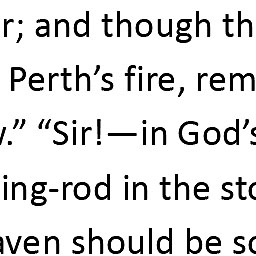 r; and though th
Perth’s fire, rem
.” “Sir!—in God’s
ing-rod in the sto
aven should be so